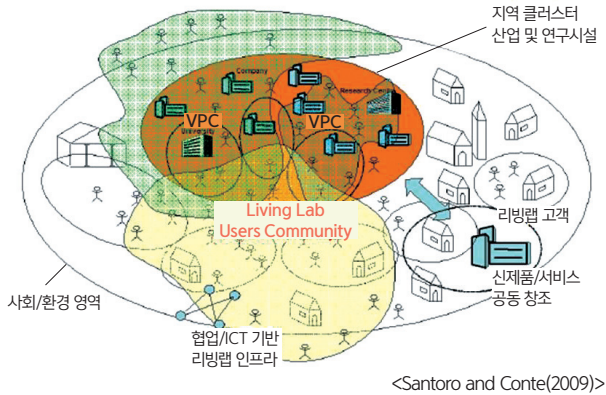 지역 클러스터
산업 및 연구시설
Company
Research Center
VPC
VPC
University
Living Lab
Users Community
리빙랩 고객
신제품/서비스
공동 창조
사회/환경 영역
협업/ICT 기반
리빙랩 인프라
<Santoro and Conte(2009)>